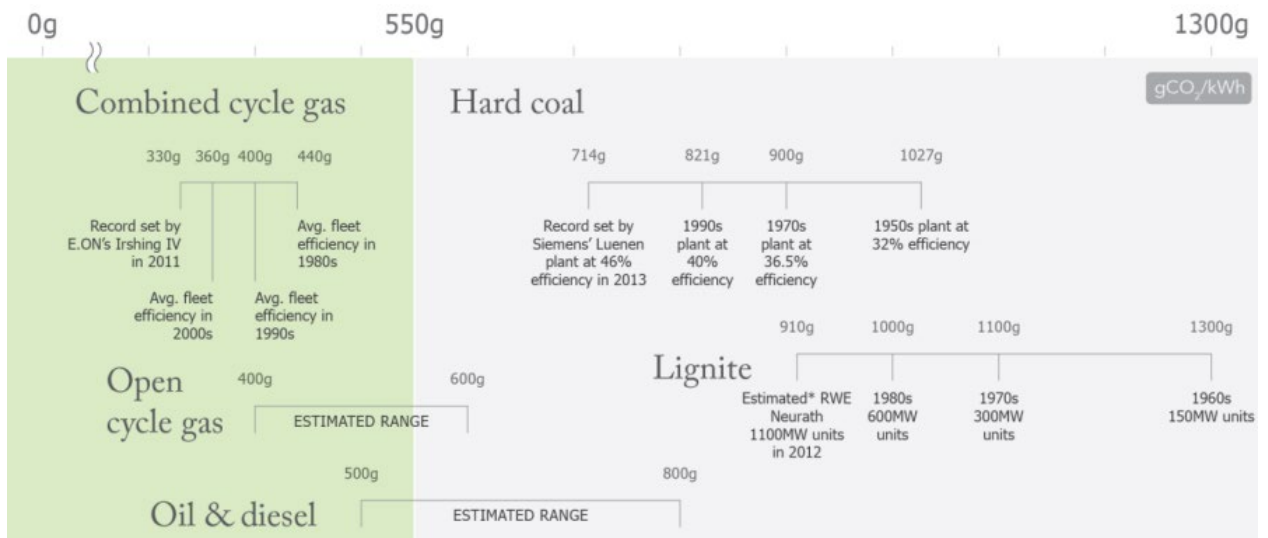 0g 550g 1300g
gCO₂/kWh
Combined cycle gas
330g 360g 400g 440g
Record set by
E.ON's Irshing IV
in 2011
Avg. fleet
efficiency in
1980s
Avg. fleet
efficiency in
2000s
Avg. fleet
efficiency in
1990s
Hard coal
714g 821g 900g 1027g
Record set by
Siemens' Luenen
plant at 46%
efficiency in 2013
1990s
plant at
40%
efficiency
1970s
plant at
36.5%
efficiency
1950s plant at
32% efficiency
Lignite
910g 1000g 1100g 1300g
Estimated* RWE
Neurath
1100MW units
in 2012
1980s
600MW
units
1970s
300MW
units
1960s
150MW units
Open
cycle gas
400g 600g
ESTIMATED RANGE
Oil & diesel
500g 800g
ESTIMATED RANGE